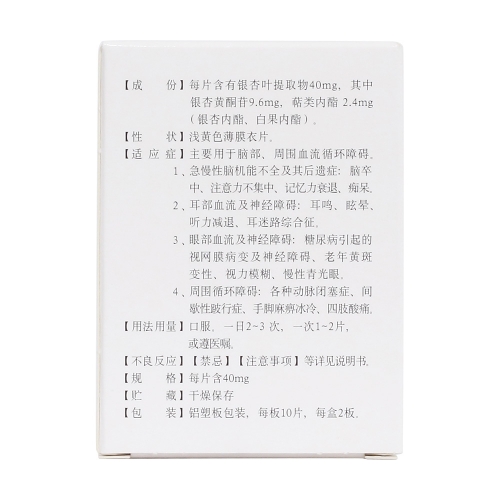 【成　份】每片含有银杏叶提取物40mg，其中
银杏黄酮苷9.6mg，萜类内酯 2.4mg
（银杏内酯、白果内酯）.
【性　状】浅黄色薄膜衣片.
【适 应 症】主要用于脑部、周围血流循环障碍.
1、急慢性脑机能不全及其后遗症：脑卒
中、注意力不集中、记忆力衰退、痴呆.
2、耳部血流及神经障碍：耳鸣、眩晕、
听力减退、耳迷路综合征.
3、眼部血流及神经障碍：糖尿病引起的
视网膜病变及神经障碍、老年黄斑
变性、视力模糊、慢性青光眼.
4、周围循环障碍：各种动脉闭塞症、间
歇性跛行症、手脚麻痹冰冷、四肢酸痛.
【用法用量】口服. 一日2~3 次，一次1~2片，
或遵医嘱.
【不良反应】【禁忌】【注意事项】等详见说明书.
【规　格】每片含40mg
【贮　藏】干燥保存
【包　装】铝塑板包装，每板10片，每盒2板.